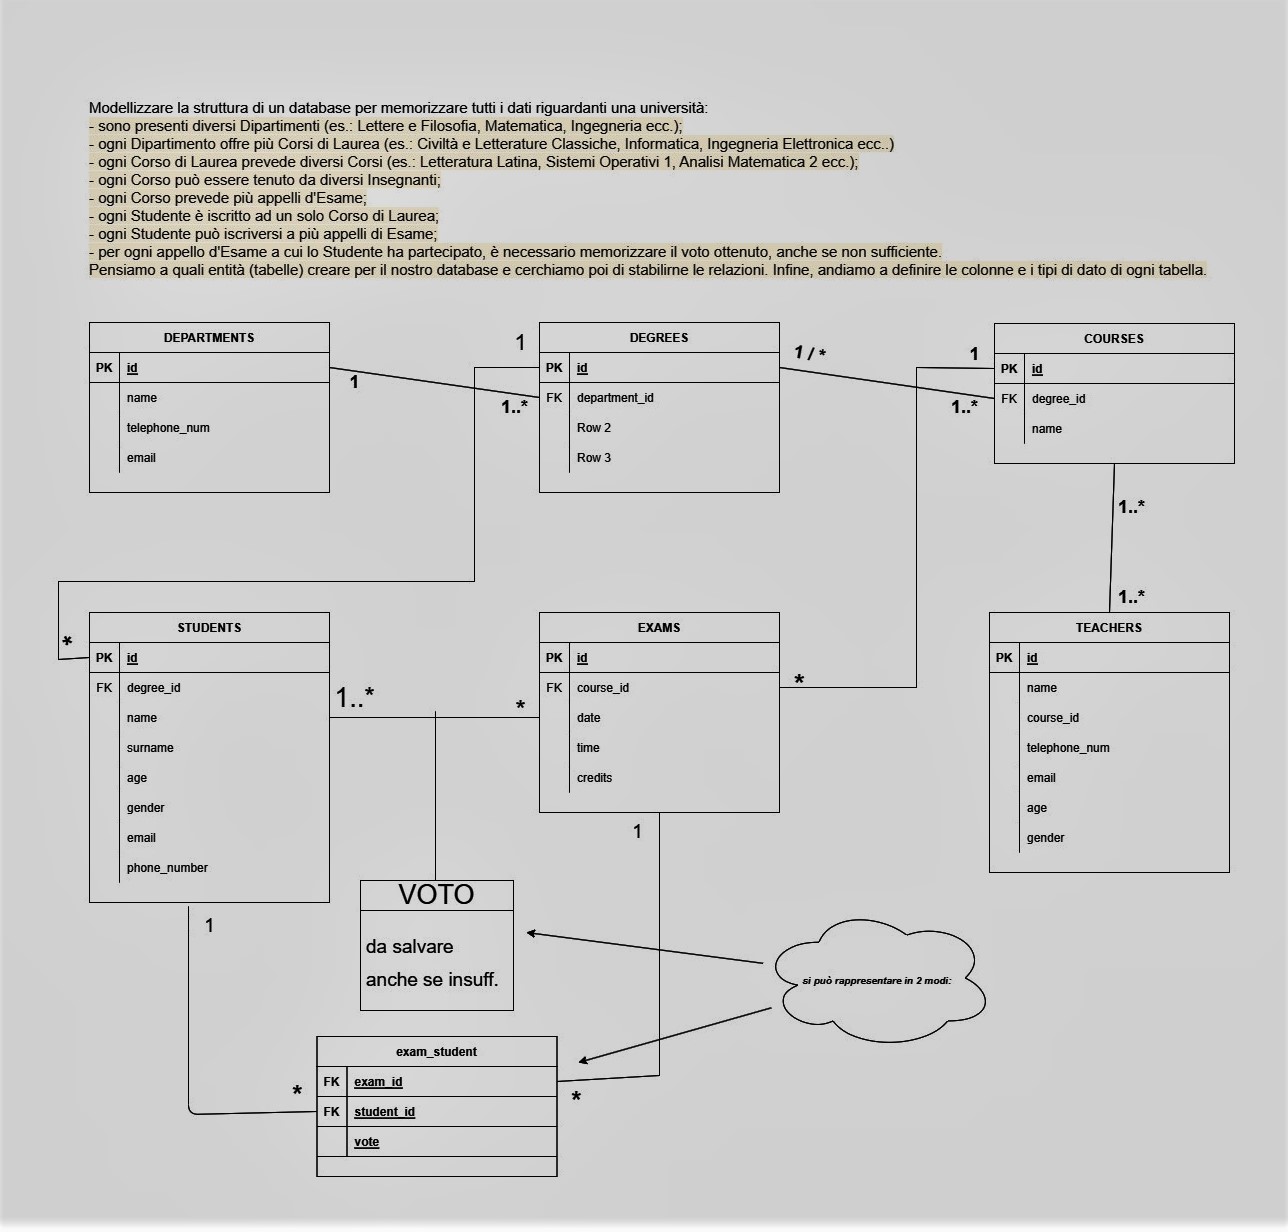 Modellizzare la struttura di un database per memorizzare tutti i dati riguardanti una università:
- sono presenti diversi Dipartimenti (es.: Lettere e Filosofia, Matematica, Ingegneria ecc.);
- ogni Dipartimento offre più Corsi di Laurea (es.: Civiltà e Letterature Classiche, Informatica, Ingegneria Elettronica ecc..)
- ogni Corso di Laurea prevede diversi Corsi (es.: Letteratura Latina, Sistemi Operativi 1, Analisi Matematica 2 ecc.);
- ogni Corso può essere tenuto da diversi Insegnanti;
- ogni Corso prevede più appelli d'Esame;
- ogni Studente è iscritto ad un solo Corso di Laurea;
- ogni Studente può iscriversi a più appelli di Esame;
- per ogni appello d'Esame a cui lo Studente ha partecipato, è necessario memorizzare il voto ottenuto, anche se non sufficiente.
Pensiamo a quali entità (tabelle) creare per il nostro database e cerchiamo poi di stabilirne le relazioni. Infine, andiamo a definire le colonne e i tipi di dato di ogni tabella.
DEPARTMENTS
PK id
name
telephone_num
email
1
1..*
1
DEGREES
PK id
FK department_id
Row 2
Row 3
1 / *
1..*
1
COURSES
PK id
FK degree_id
name
1..*
1..*
*
STUDENTS
PK id
FK degree_id
name
surname
age
gender
email
phone_number
1..*
*
EXAMS
PK id
FK course_id
date
time
credits
*
TEACHERS
PK id
name
course_id
telephone_num
email
age
gender
1
1
VOTO
da salvare
anche se insuff.
si può rappresentare in 2 modi:
exam_student
FK exam_id
FK student_id
vote
*
*